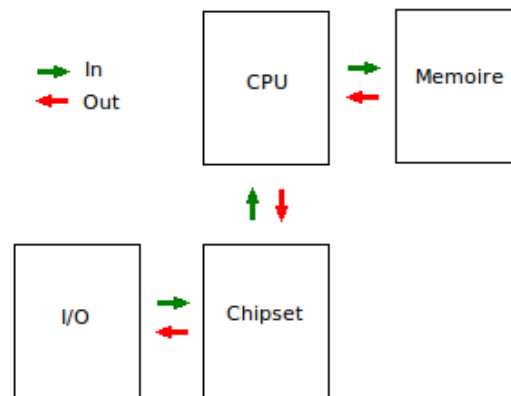 In
Out
CPU
Memoire
I/O
Chipset